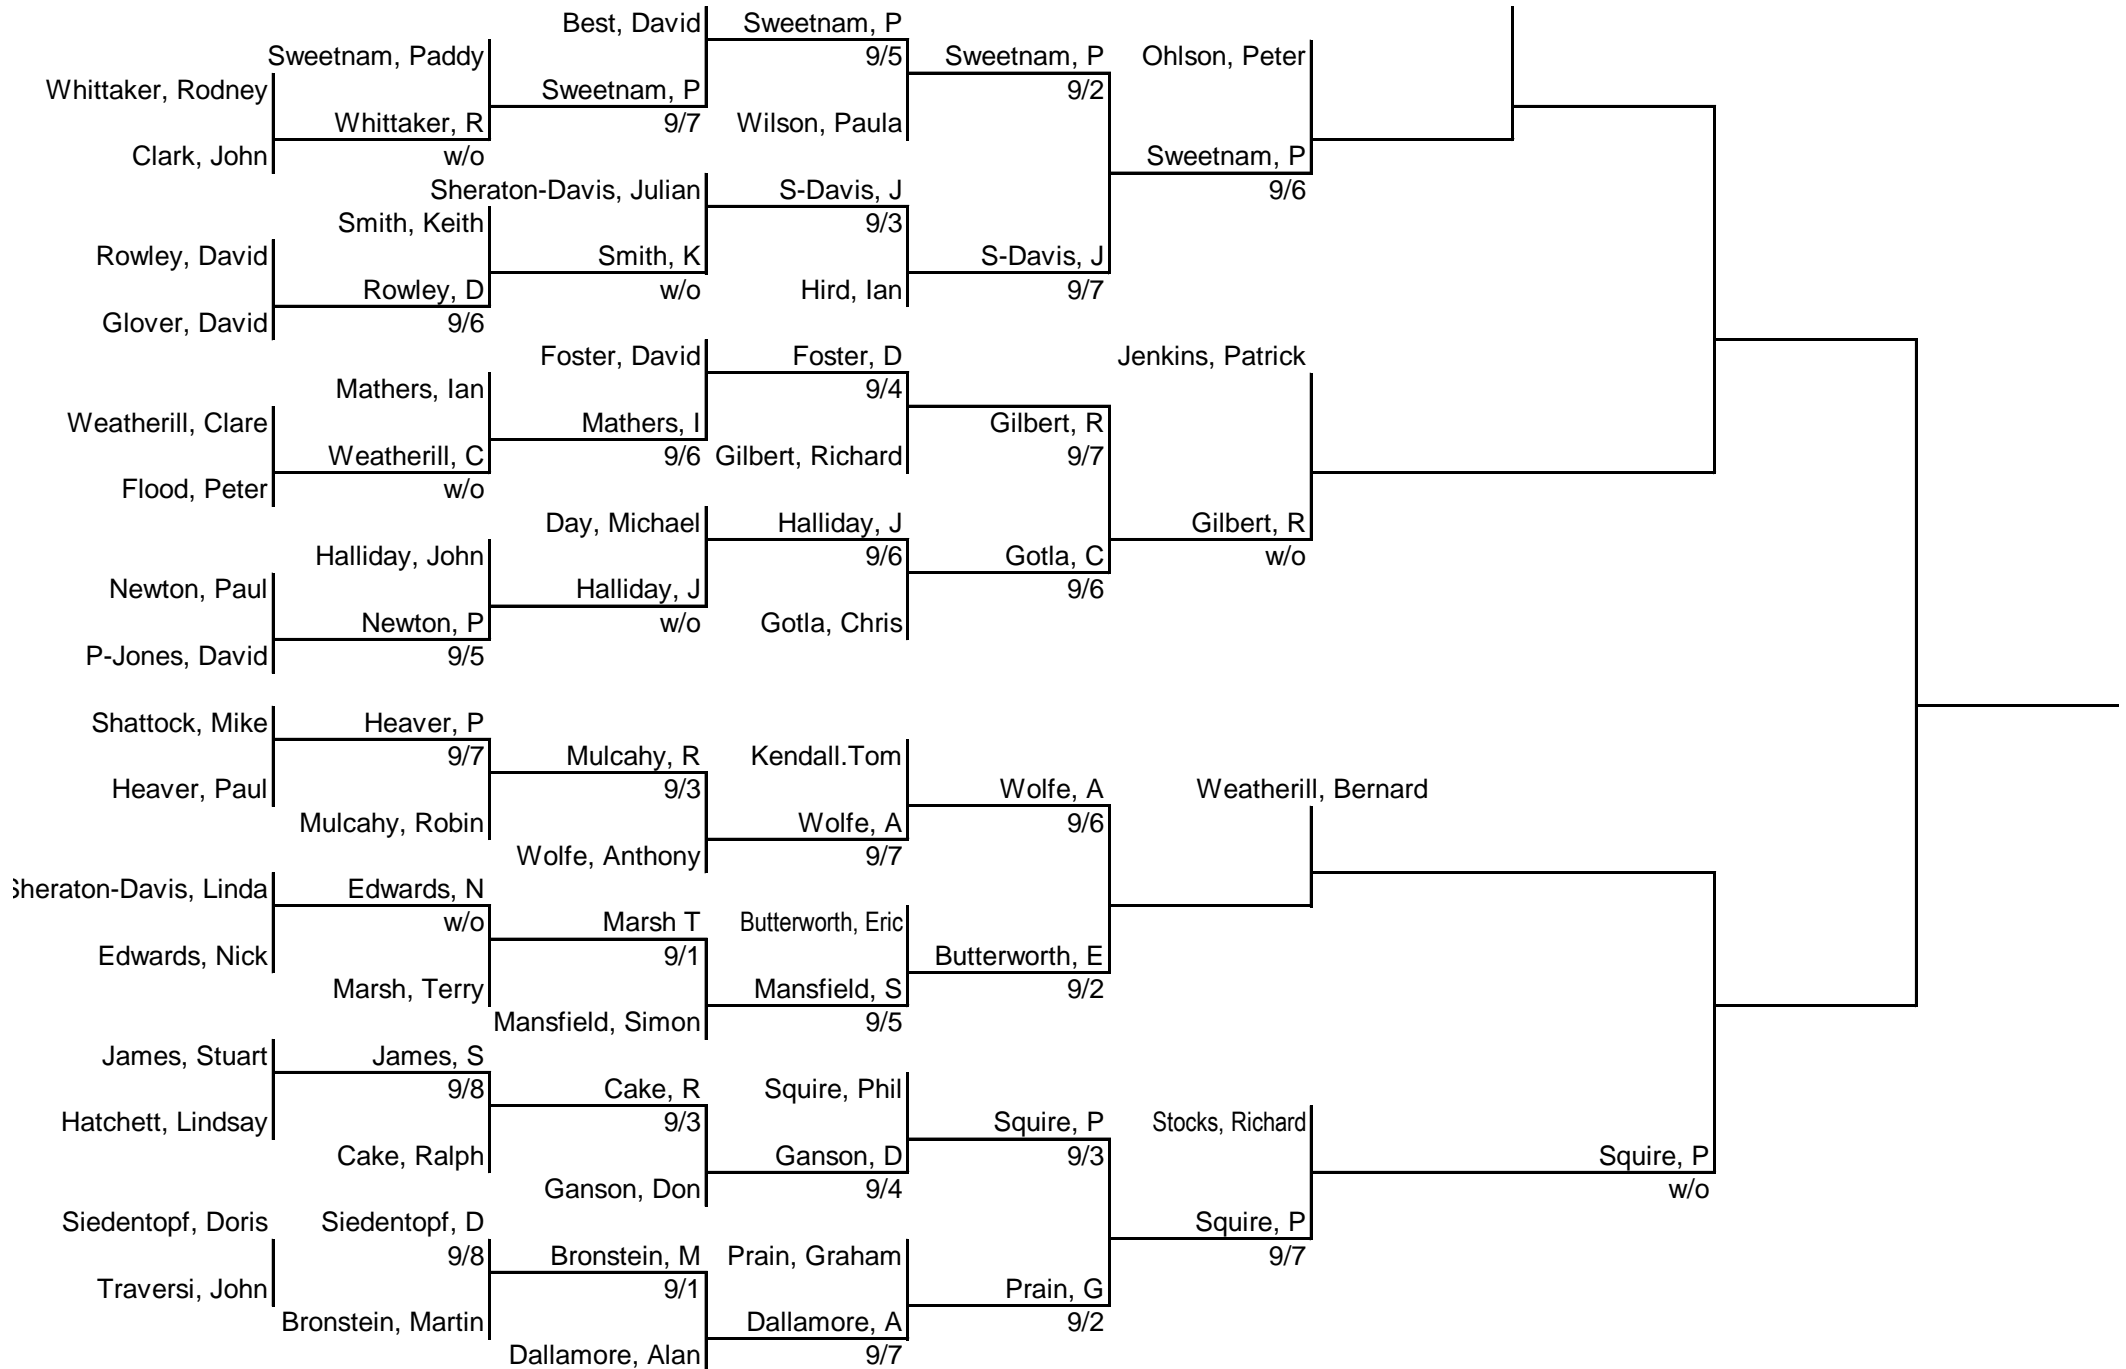 Best, David Sweetnam, P
Sweetnam, Paddy 9/5 Sweetnam, P Ohlson, Peter
Whittaker, Rodney Sweetnam, P 9/2
Whittaker, R 9/7 Wilson, Paula
Clark, John w/o Sweetnam, P
Sheraton-Davis, Julian S-Davis, J 9/6
Smith, Keith 9/3
Rowley, David Smith, K S-Davis, J
Rowley, D w/o Hird, Ian 9/7
Glover, David 9/6
Foster, David Foster, D Jenkins, Patrick
Mathers, Ian 9/4
Weatherill, Clare Mathers, I Gilbert, R
Weatherill, C 9/6 Gilbert, Richard 9/7
Flood, Peter w/o
Day, Michael Halliday, J Gilbert, R
Halliday, John 9/6 Gotla, C w/o
Newton, Paul Halliday, J 9/6
Newton, P w/o Gotla, Chris
P-Jones, David 9/5
Shattock, Mike Heaver, P
9/7 Mulcahy, R Kendall.Tom
Heaver, Paul 9/3 Wolfe, A Weatherill, Bernard
Mulcahy, Robin Wolfe, A 9/6
Wolfe, Anthony 9/7
Sheraton-Davis, Linda Edwards, N
w/o Marsh T Butterworth, Eric
Edwards, Nick 9/1 Butterworth, E
Marsh, Terry Mansfield, S 9/2
Mansfield, Simon 9/5
James, Stuart James, S
9/8 Cake, R Squire, Phil
Hatchett, Lindsay 9/3 Squire, P Stocks, Richard
Cake, Ralph Ganson, D 9/3 Squire, P
Ganson, Don 9/4 w/o
Siedentopf, Doris Siedentopf, D Squire, P
9/8 Bronstein, M Prain, Graham 9/7
Traversi, John 9/1 Prain, G
Bronstein, Martin Dallamore, A 9/2
Dallamore, Alan 9/7